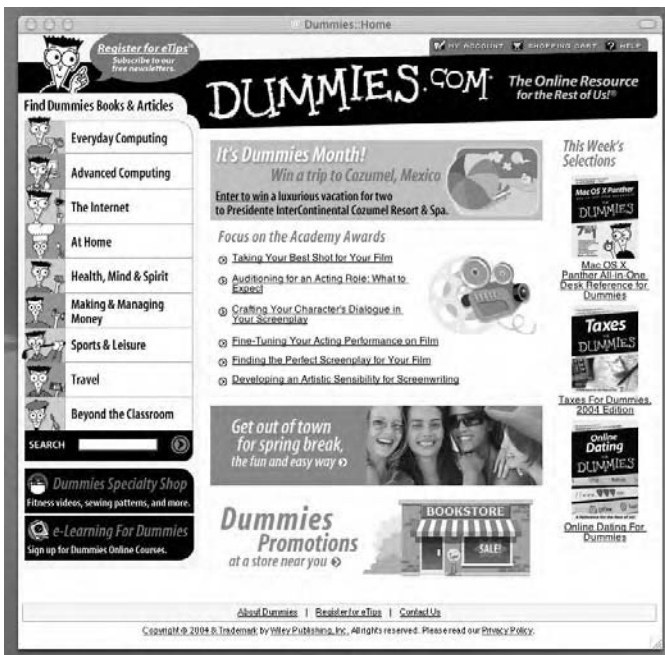 Dummies::Home
Register for eTips™
Subscribe to our
free newsletters.
MY ACCOUNT SHOPPING CART ? HELP
DUMMIES.COM®
The Online Resource
for the Rest of Us!®
Find Dummies Books & Articles
Everyday Computing
Advanced Computing
The Internet
At Home
Health, Mind & Spirit
Making & Managing
Money
Sports & Leisure
Travel
Beyond the Classroom
SEARCH
Dummies Specialty Shop
Fitness videos, sewing patterns, and more.
e-Learning For Dummies
Sign up for Dummies Online Courses.
It's Dummies Month!
Win a trip to Cozumel, Mexico
Enter to win a luxurious vacation for two
to Presidente InterContinental Cozumel Resort & Spa.
Focus on the Academy Awards
Taking Your Best Shot for Your Film
Auditioning for an Acting Role: What to
Expect
Crafting Your Character's Dialogue in
Your Screenplay
Fine-Tuning Your Acting Performance on Film
Finding the Perfect Screenplay for Your Film
Developing an Artistic Sensibility for Screenwriting
Get out of town
for spring break,
the fun and easy way
Dummies
Promotions
at a store near you
BOOKSTORE
SALE!
This Week's
Selections
Mac OS X Panther
DUMMIES
7
Mac OS X
Panther All-in-One
Desk Reference for
Dummies
Taxes
FOR
DUMMIES
Taxes For Dummies,
2004 Edition
Online
Dating
FOR
DUMMIES
Online Dating For
Dummies
About Dummies | Register for eTips | Contact Us
Copyright © 2004 & Trademark by Wiley Publishing, Inc. All rights reserved. Please read our Privacy Policy.